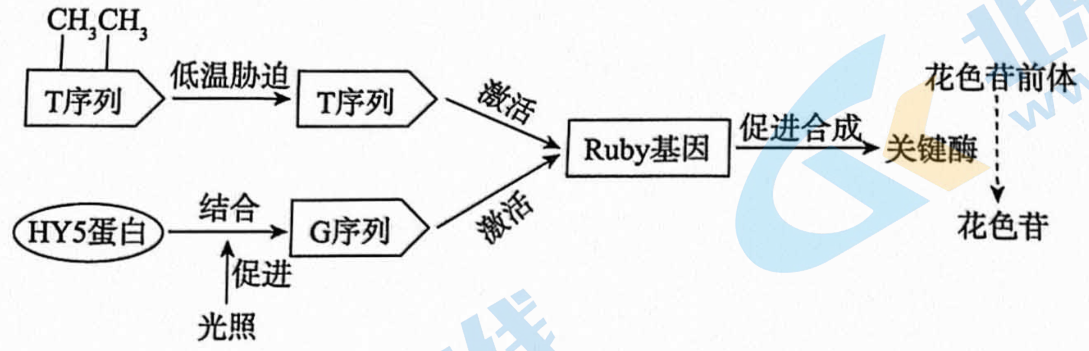 CH₃CH₃
T序列
低温胁迫
T序列
激活
Ruby基因
促进合成
关键酶
花色苷前体
花色苷
HY5蛋白
结合
G序列
激活
促进
光照